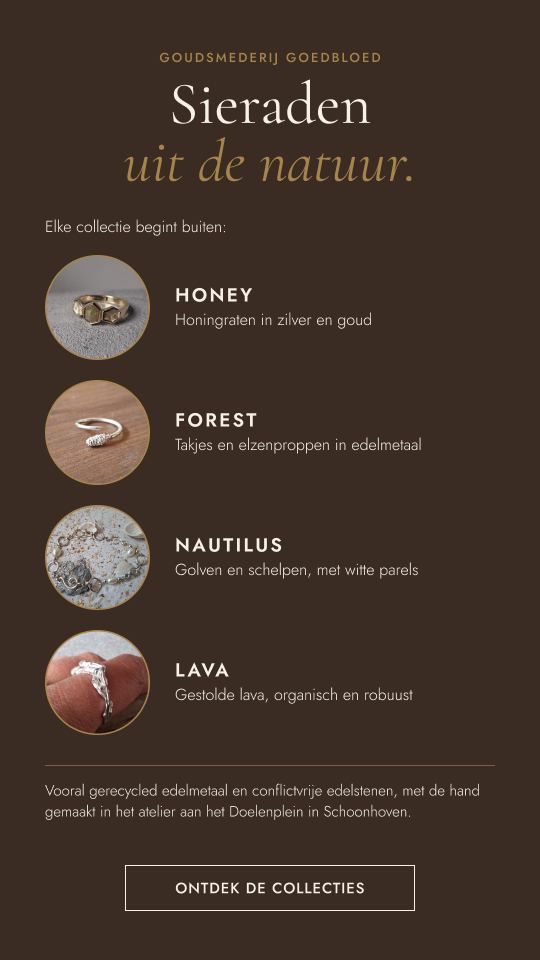 GOUDSMEDERIJ GOEDBLOED
Sieraden
uit de natuur.
Elke collectie begint buiten:
HONEY
Honingraten in zilver en goud
FOREST
Takjes en elzenproppen in edelmetaal
NAUTILUS
Golven en schelpen, met witte parels
LAVA
Gestolde lava, organisch en robuust
Vooral gerecycled edelmetaal en conflictvrije edelstenen, met de hand
gemaakt in het atelier aan het Doelenplein in Schoonhoven.
ONTDEK DE COLLECTIES